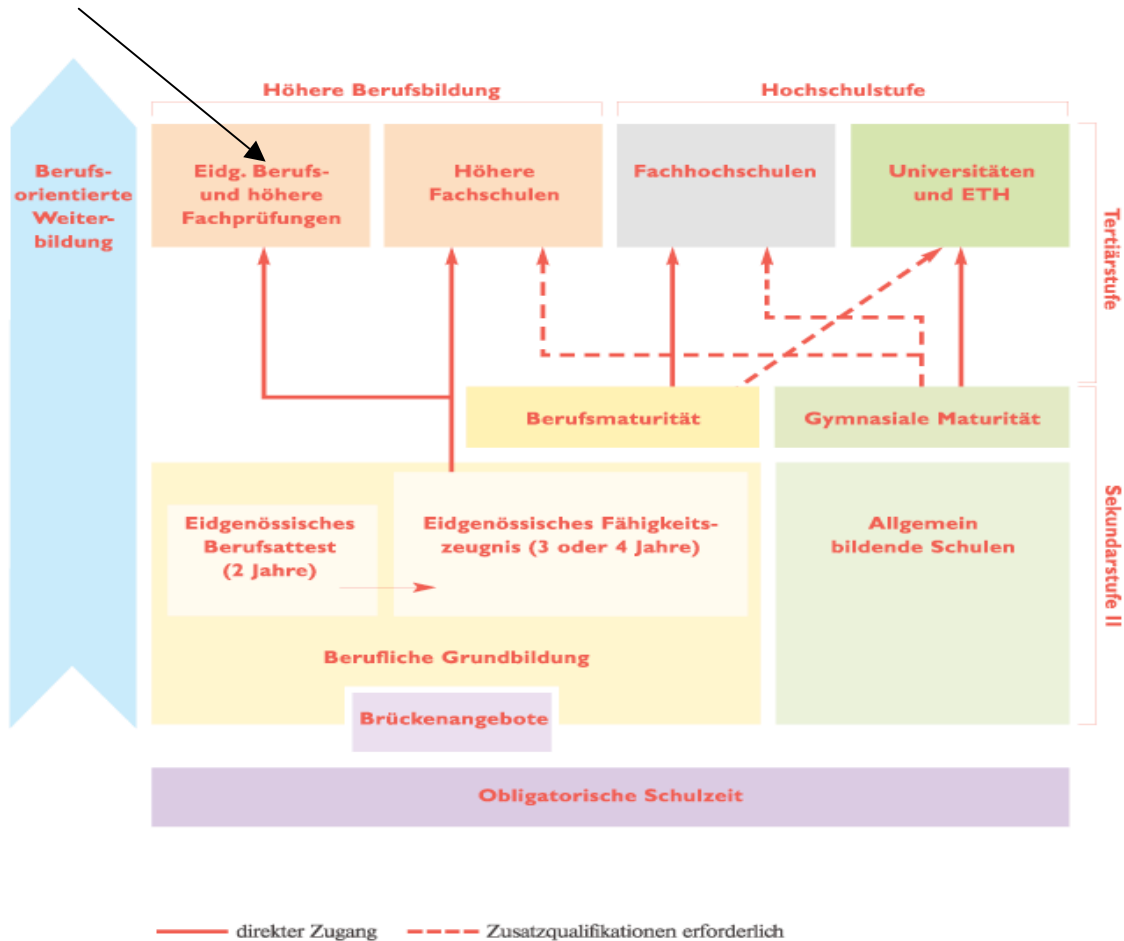 Höhere Berufsbildung
Hochschulstufe
Berufs-
orientierte
Weiter-
bildung
Eidg. Berufs-
und höhere
Fachprüfungen
Höhere
Fachschulen
Fachhochschulen
Universitäten
und ETH
Tertiärstufe
Berufsmaturität
Gymnasiale Maturität
Eidgenössisches
Berufsattest
(2 Jahre)
Eidgenössisches Fähigkeits-
zeugnis (3 oder 4 Jahre)
Allgemein
bildende Schulen
Sekundarstufe II
Berufliche Grundbildung
Brückenangebote
Obligatorische Schulzeit
direkter Zugang
Zusatzqualifikationen erforderlich